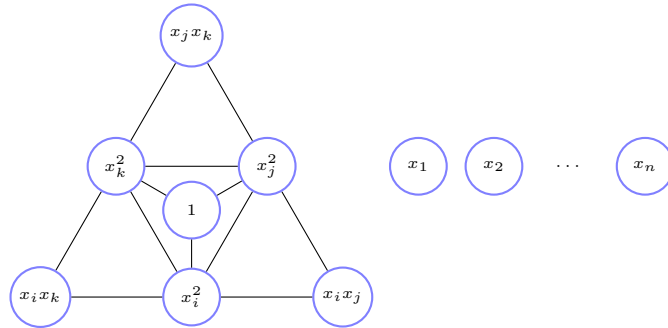 x_j x_k
x_k^2 x_j^2 x_1 x_2 ⋯ x_n
1
x_i x_k x_i^2 x_i x_j